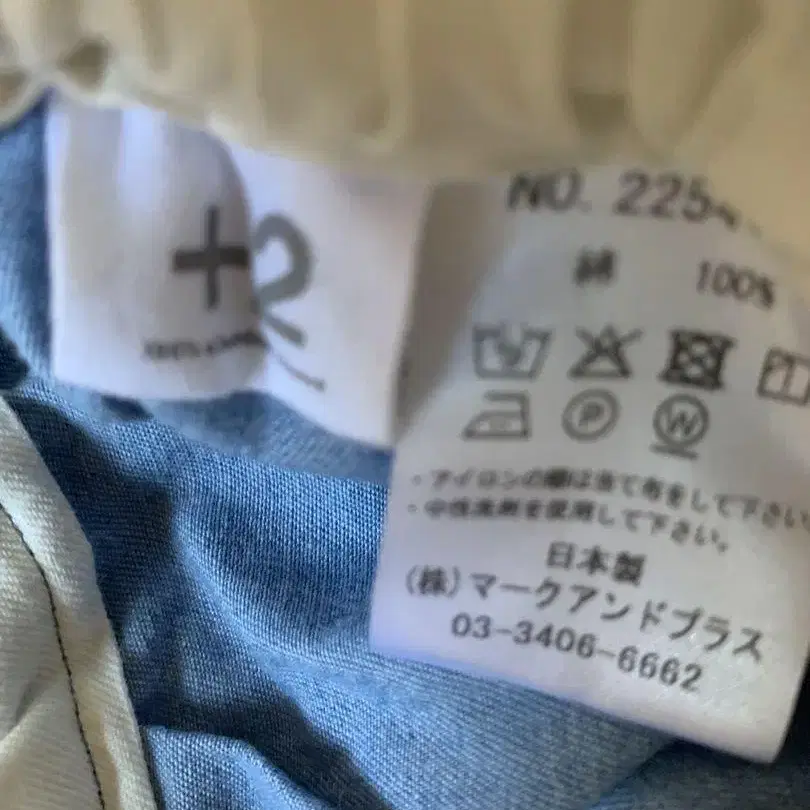 +
NO. 2254
綿 100%
P
W
・アイロンの際は当て布をして下さい
・中性洗剤を使用して下さい。
日本製
(株)マークアンドプラス
03-3406-6662